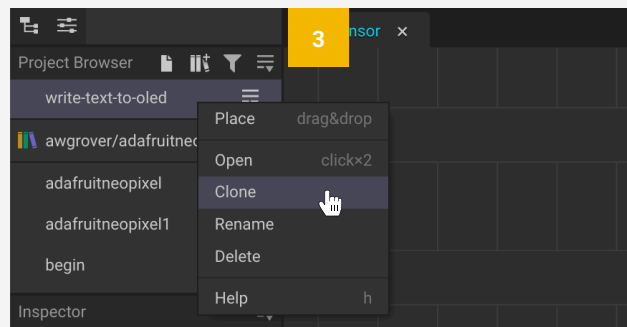 3
nsor ×
Project Browser
write-text-to-oled
Place drag&drop
awgrover/adafruitneo
Open click×2
adafruitneopixel
Clone
adafruitneopixel1
Rename
Delete
begin
Help h
Inspector